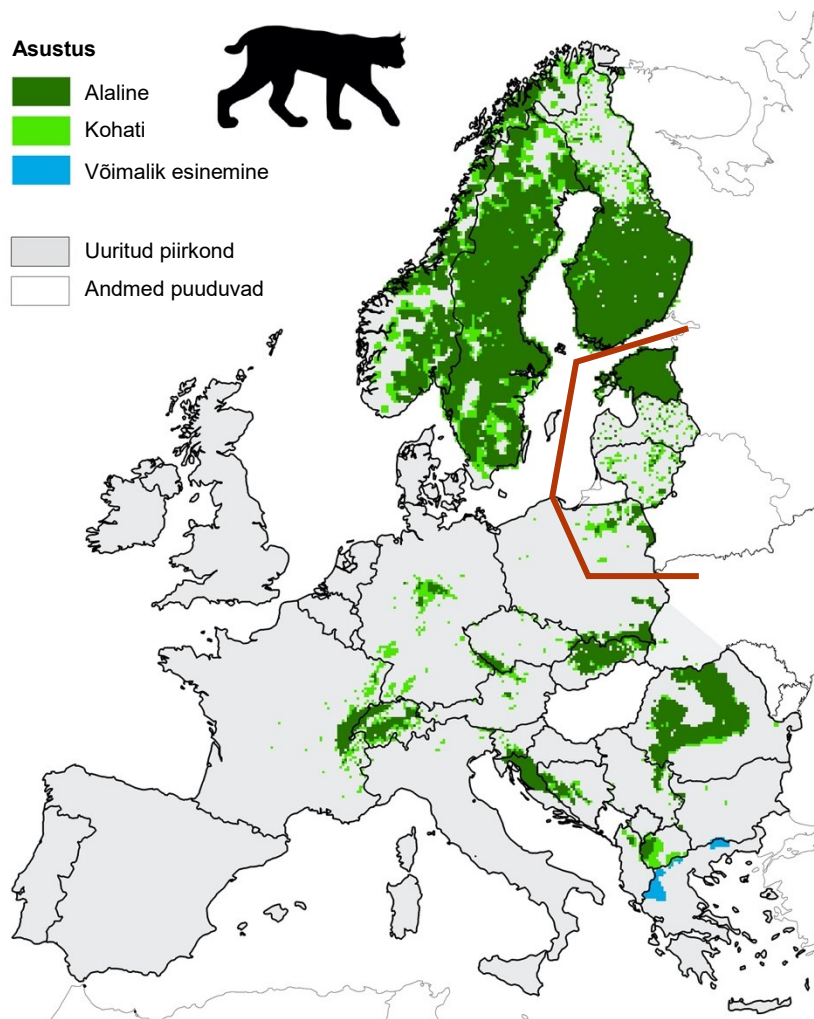 Asustus
Alaline
Kohati
Võimalik esinemine
Uuritud piirkond
Andmed puuduvad